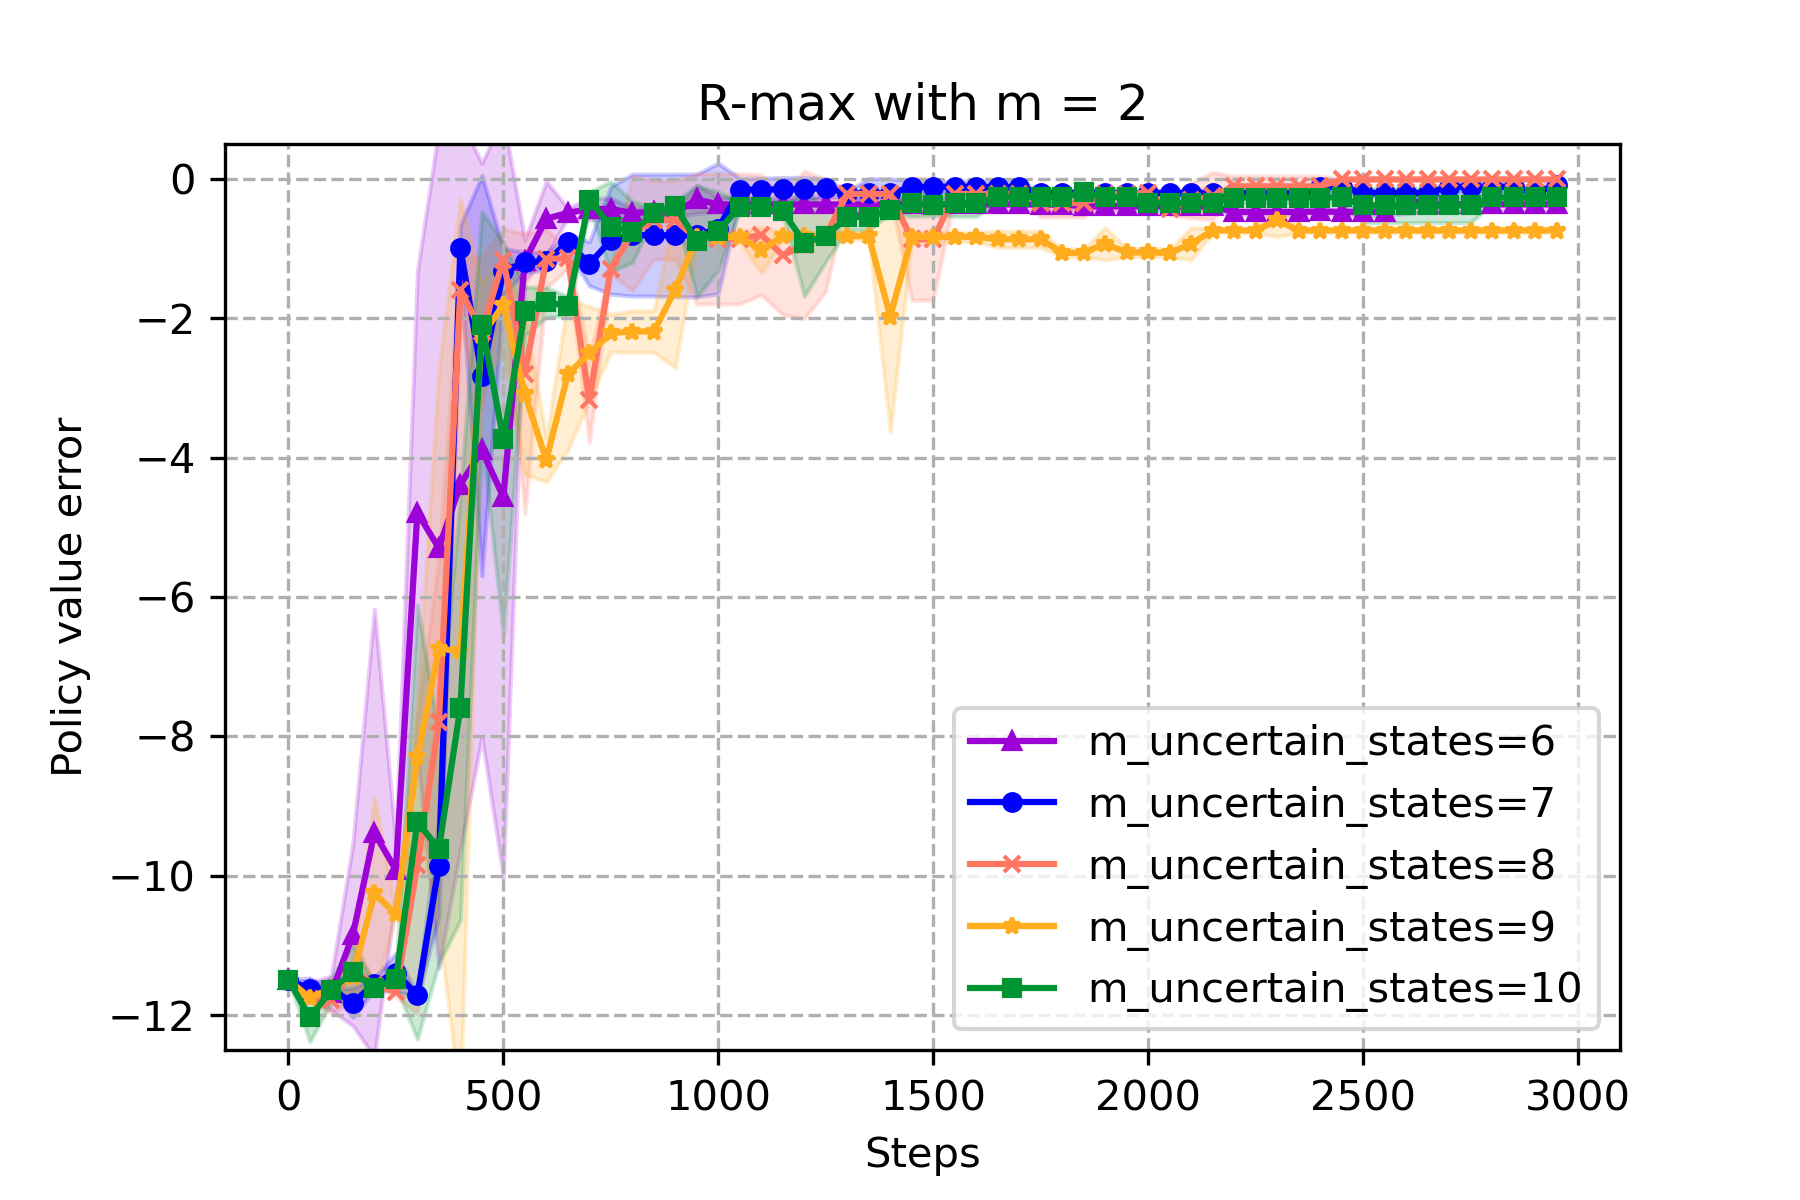 R-max with m = 2
Policy value error
0
−2
−4
−6
−8
−10
−12
m_uncertain_states=6
m_uncertain_states=7
m_uncertain_states=8
m_uncertain_states=9
m_uncertain_states=10
0 500 1000 1500 2000 2500 3000
Steps